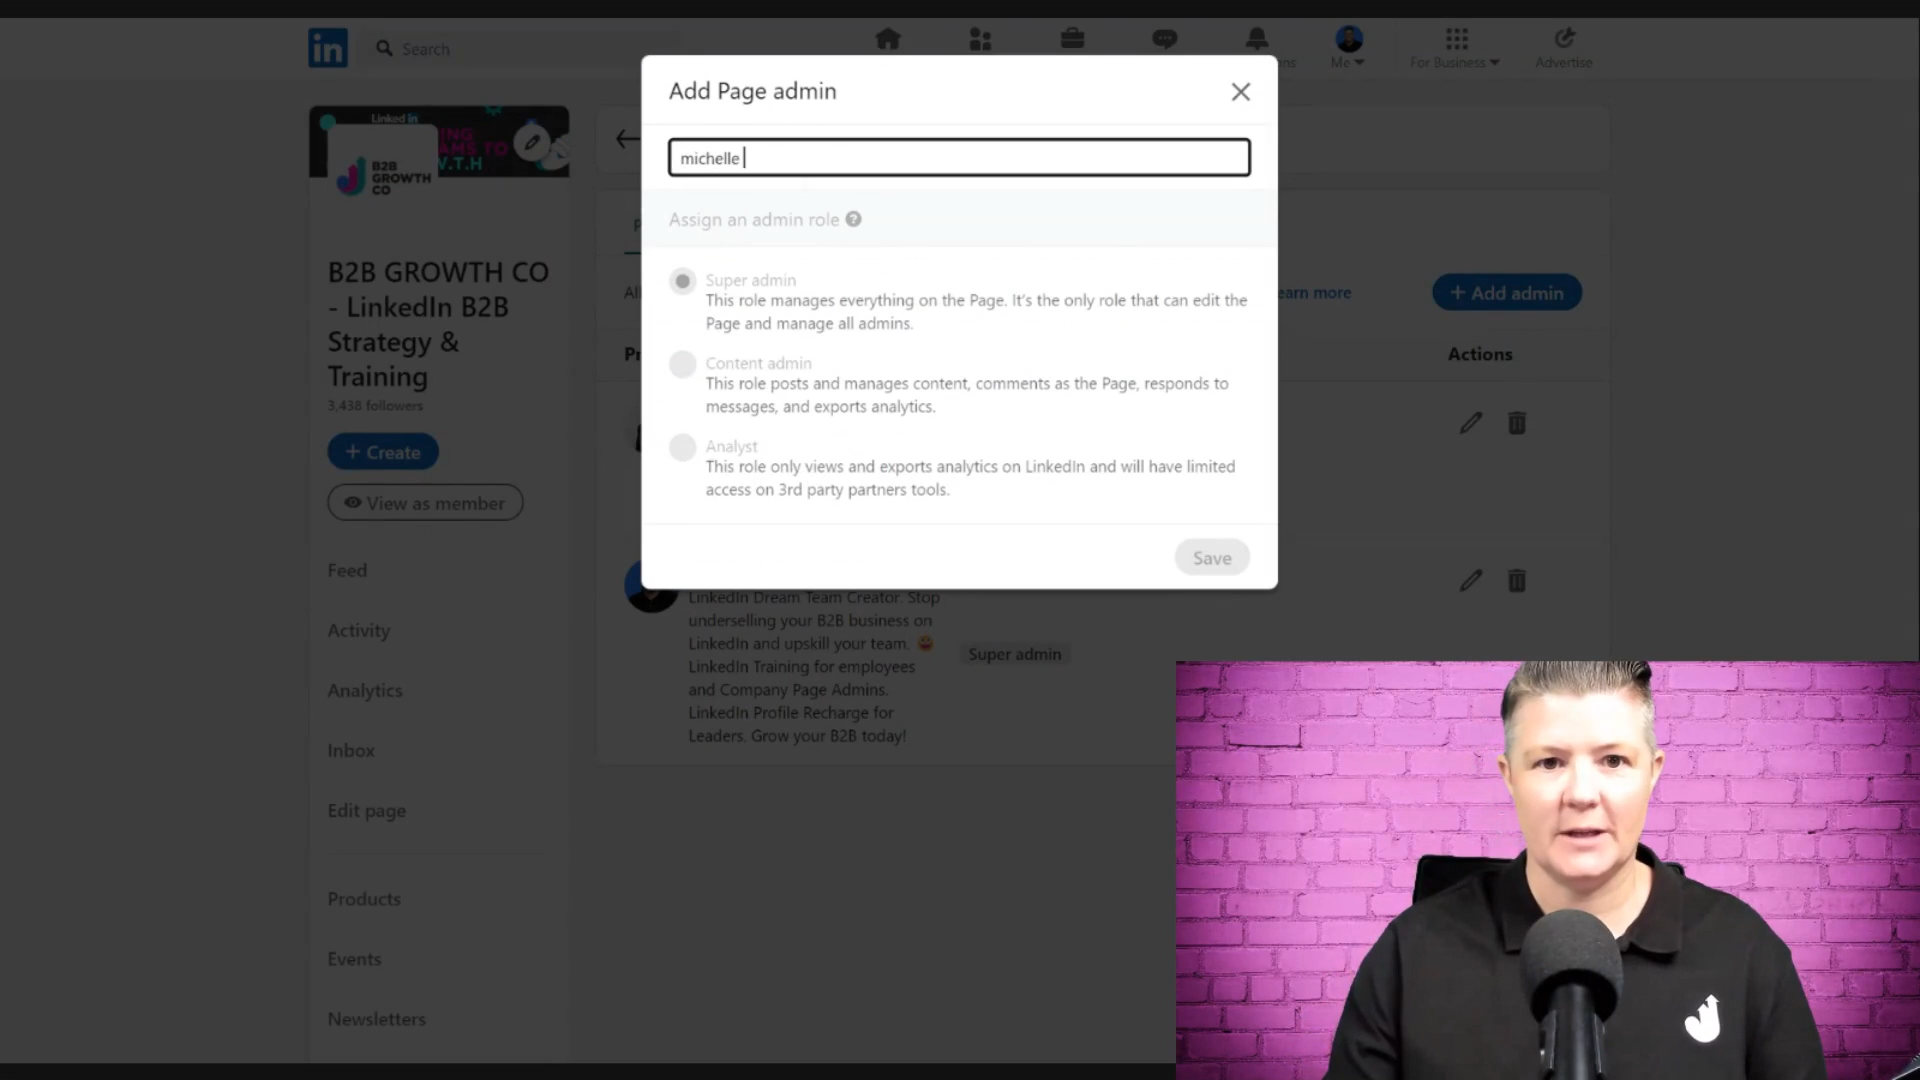 in
Search
Me
For Business
Advertise
Linked in
V.T.H
B2B
GROWTH
CO
B2B GROWTH CO
- LinkedIn B2B
Strategy &
Training
3,438 followers
+ Create
View as member
Feed
Activity
Analytics
Inbox
Edit page
Products
Events
Newsletters
Add Page admin
michelle
Assign an admin role ?
Super admin
This role manages everything on the Page. It's the only role that can edit the
Page and manage all admins.
Content admin
This role posts and manages content, comments as the Page, responds to
messages, and exports analytics.
Analyst
This role only views and exports analytics on LinkedIn and will have limited
access on 3rd party partners tools.
Save
+ Add admin
Actions
LinkedIn Dream Team Creator. Stop
underselling your B2B business on
LinkedIn and upskill your team.
LinkedIn Training for employees
and Company Page Admins.
LinkedIn Profile Recharge for
Leaders. Grow your B2B today!
Super admin